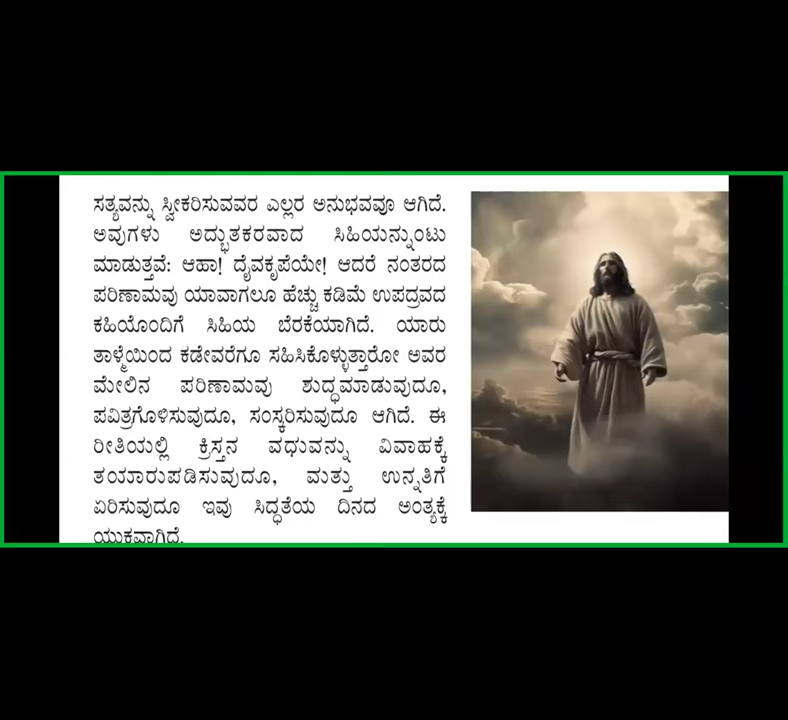 ಸತ್ಯವನ್ನು ಸ್ವೀಕರಿಸುವವರ ಎಲ್ಲರ ಅನುಭವವೂ ಆಗಿದೆ.
ಅವುಗಳು ಅದ್ಭುತಕರವಾದ ಸಿಹಿಯನ್ನುಂಟು
ಮಾಡುತ್ತವೆ: ಆಹಾ! ದೈವಕೃಪೆಯೇ! ಆದರೆ ನಂತರದ
ಪರಿಣಾಮವು ಯಾವಾಗಲೂ ಹೆಚ್ಚು ಕಡಿಮೆ ಉಪದ್ರವದ
ಕಹಿಯೊಂದಿಗೆ ಸಿಹಿಯ ಬೆರಕೆಯಾಗಿದೆ. ಯಾರು
ತಾಳ್ಮೆಯಿಂದ ಕಡೇವರೆಗೂ ಸಹಿಸಿಕೊಳ್ಳುತ್ತಾರೋ ಅವರ
ಮೇಲಿನ ಪರಿಣಾಮವು ಶುದ್ಧಮಾಡುವುದೂ,
ಪವಿತ್ರಗೊಳಿಸುವುದೂ, ಸಂಸ್ಕರಿಸುವುದೂ ಆಗಿದೆ. ಈ
ರೀತಿಯಲ್ಲಿ ಕ್ರಿಸ್ತನ ವಧುವನ್ನು ವಿವಾಹಕ್ಕೆ
ತಯಾರುಪಡಿಸುವುದೂ, ಮತ್ತು ಉನ್ನತಿಗೆ
ಏರಿಸುವುದೂ ಇವು ಸಿದ್ಧತೆಯ ದಿನದ ಅಂತ್ಯಕ್ಕೆ
ಯುಕ್ತವಾಗಿದೆ.